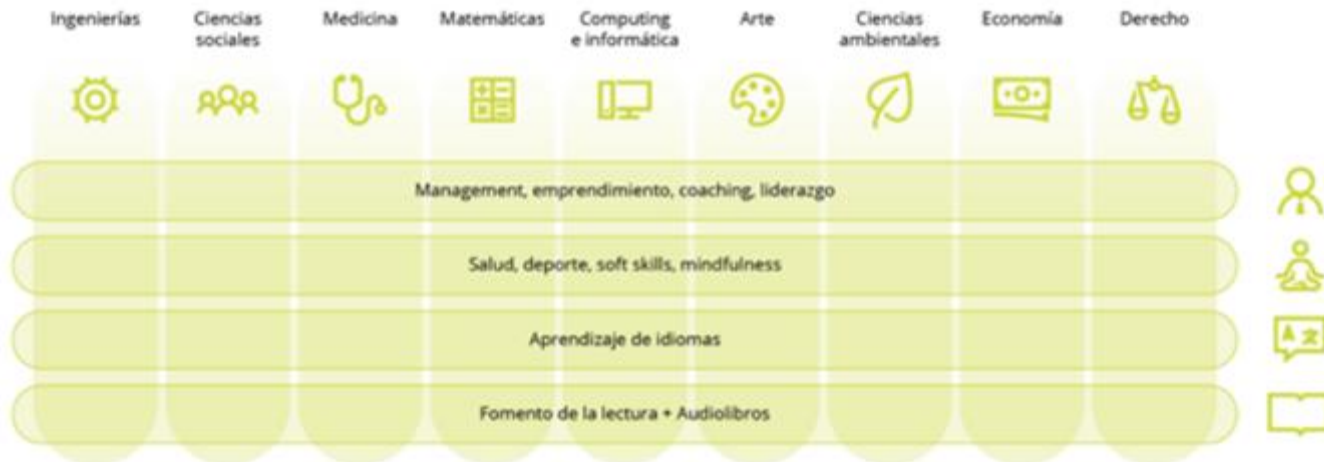 Ingenierías
Ciencias
sociales
Medicina
Matemáticas
Computing
e informática
Arte
Ciencias
ambientales
Economía
Derecho
Management, emprendimiento, coaching, liderazgo
Salud, deporte, soft skills, mindfulness
Aprendizaje de idiomas
A 文
Fomento de la lectura + Audiolibros